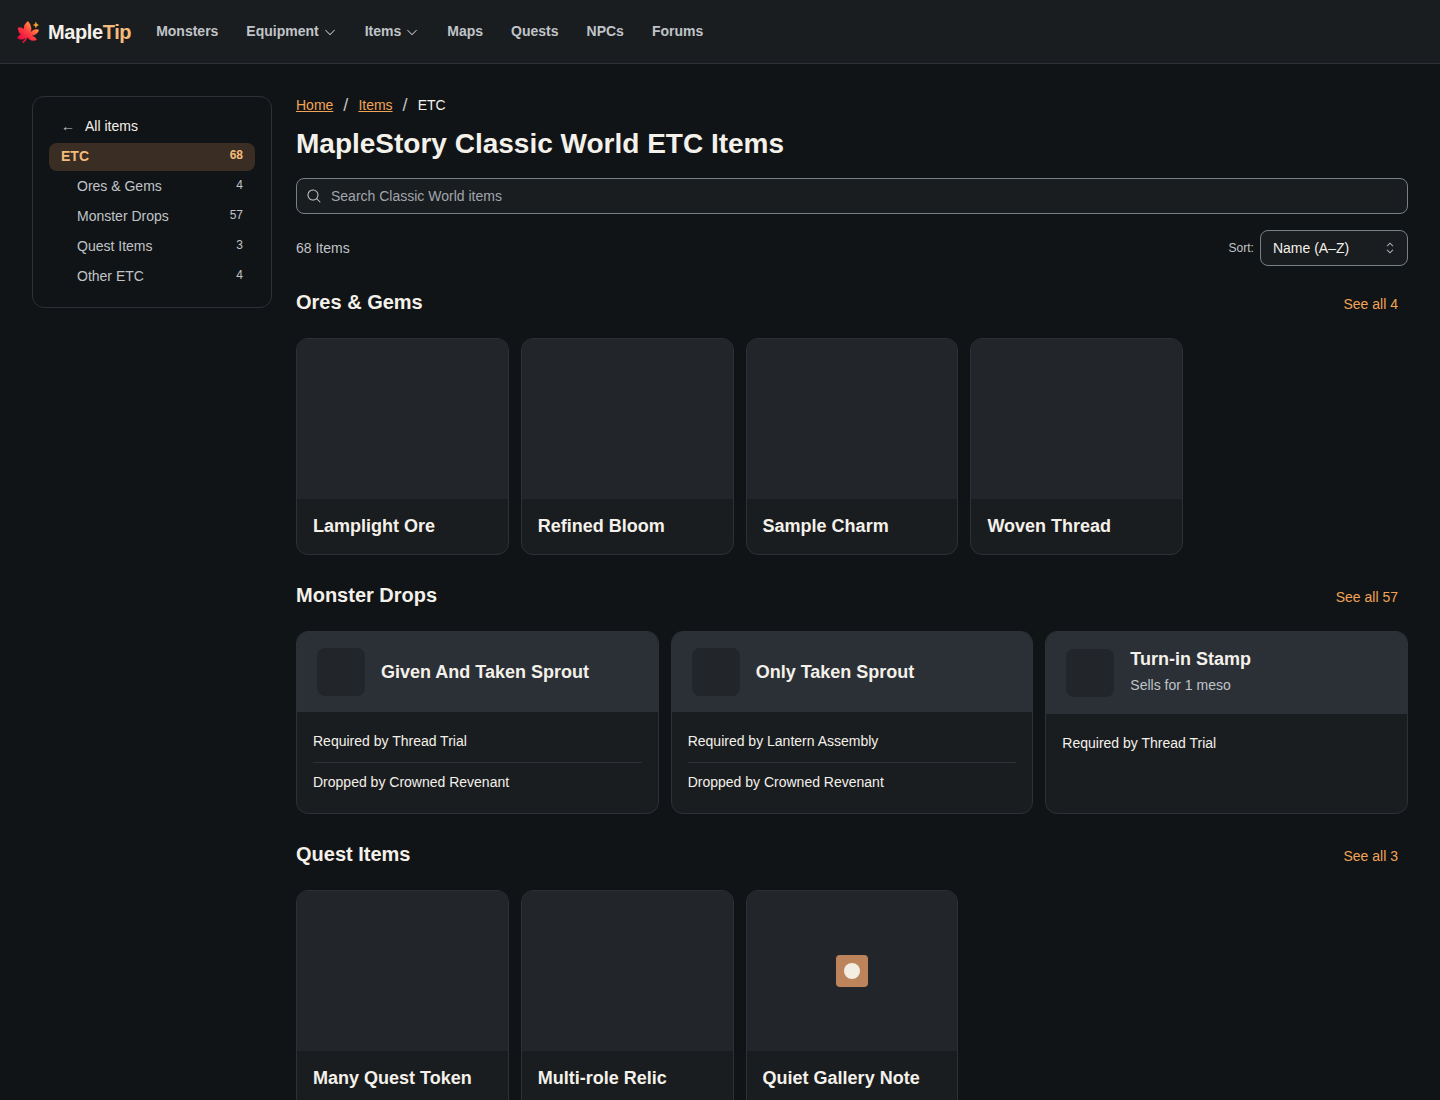 MapleTip
Monsters
Equipment
Items
Maps
Quests
NPCs
Forums
← All items
ETC 68
Ores & Gems 4
Monster Drops 57
Quest Items 3
Other ETC 4
Home / Items / ETC
MapleStory Classic World ETC Items
Search Classic World items
68 Items
Sort: Name (A–Z)
Ores & Gems
See all 4
Lamplight Ore
Refined Bloom
Sample Charm
Woven Thread
Monster Drops
See all 57
Given And Taken Sprout
Required by Thread Trial
Dropped by Crowned Revenant
Only Taken Sprout
Required by Lantern Assembly
Dropped by Crowned Revenant
Turn-in Stamp
Sells for 1 meso
Required by Thread Trial
Quest Items
See all 3
Many Quest Token
Multi-role Relic
Quiet Gallery Note